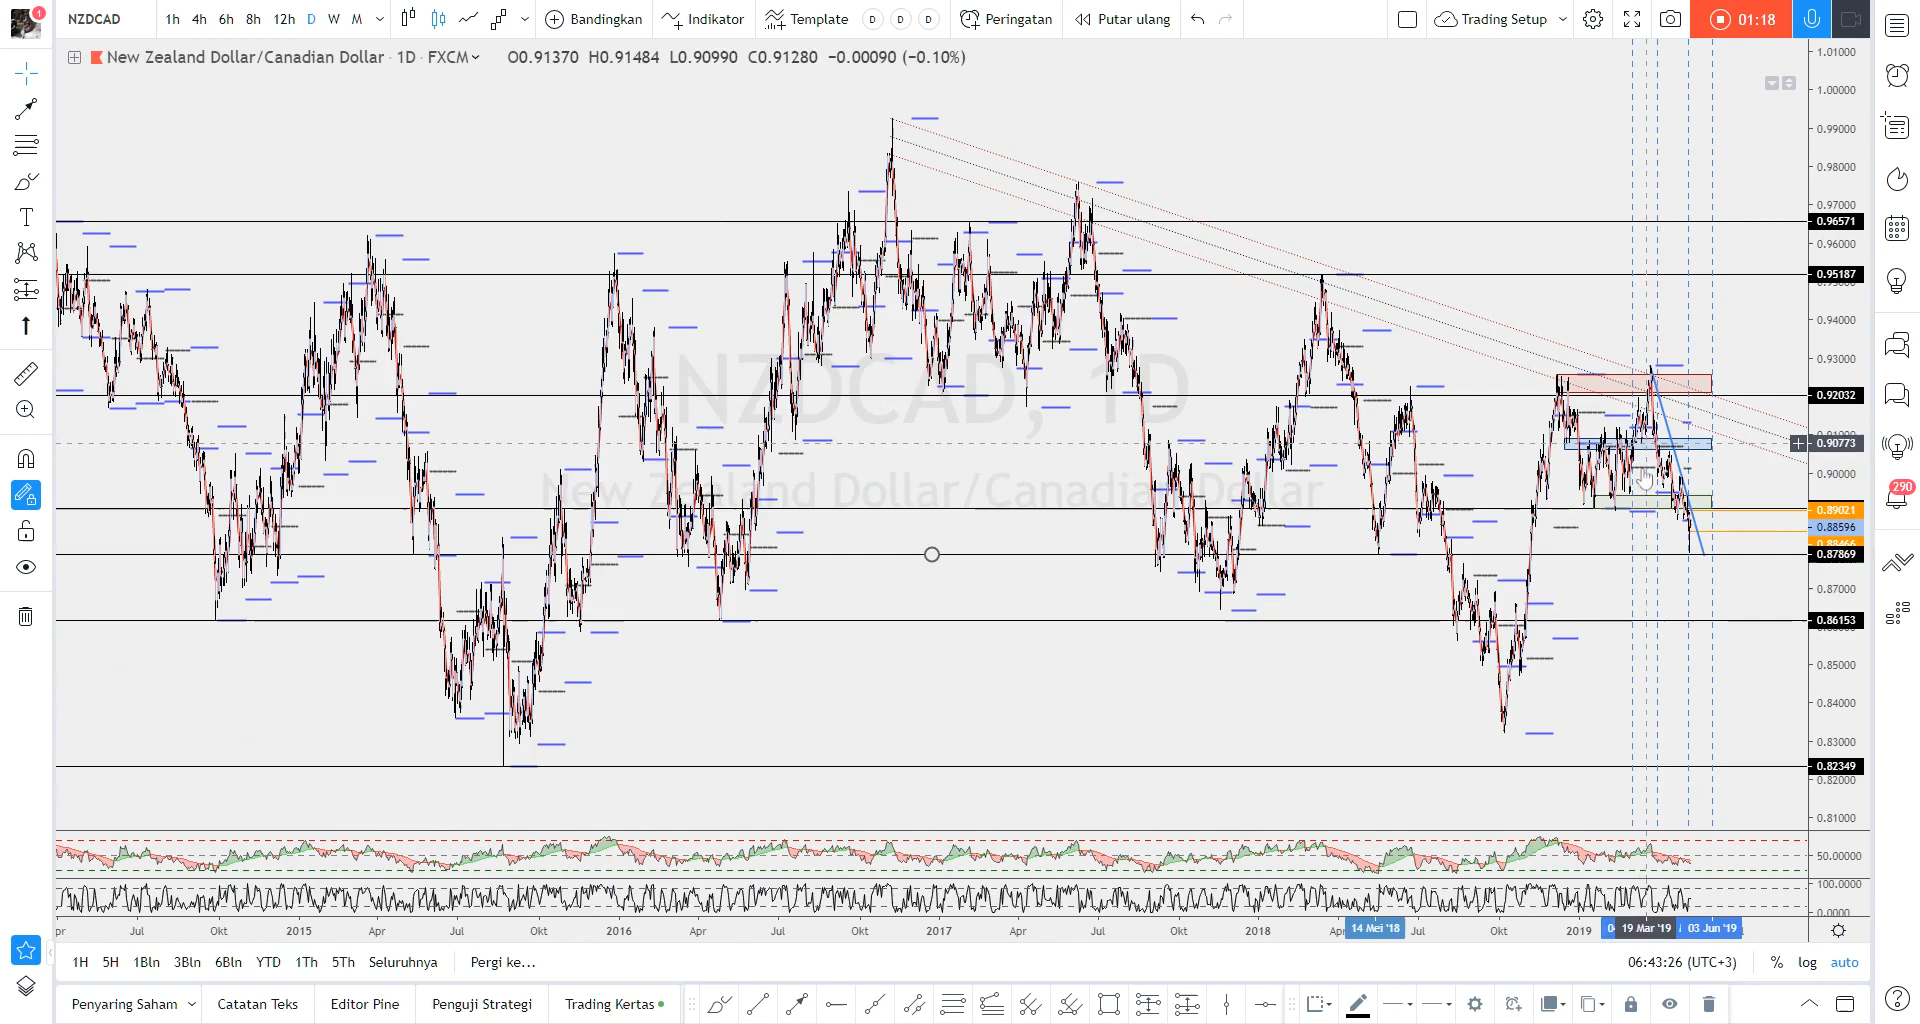 1
NZDCAD
1h 4h 6h 8h 12h D W M
Bandingkan
Indikator
Template
D D D
Peringatan
Putar ulang
Trading Setup
01:18
New Zealand Dollar/Canadian Dollar · 1D · FXCM O0.91370 H0.91484 L0.90990 C0.91280 −0.00090 (−0.10%)
NZDCAD, 1D
New Zealand Dollar/Canadian Dollar
1.01000
1.00000
0.99000
0.98000
0.97000
0.96571
0.96000
0.95187
0.94000
0.93000
0.92032
0.90773
0.90000
0.89021
0.88596
0.88466
0.87869
0.87000
0.86153
0.85000
0.84000
0.83000
0.82349
0.82000
0.81000
50.00000
100.0000
0.0000
290
Jul Okt 2015 Apr Jul Okt 2016 Apr Jul Okt 2017 Apr Jul Okt 2018 14 Mei '18 Jul Okt 2019 19 Mar '19 03 Jun '19
1H 5H 1Bln 3Bln 6Bln YTD 1Th 5Th Seluruhnya Pergi ke...
06:43:26 (UTC+3) % log auto
Penyaring Saham Catatan Teks Editor Pine Penguji Strategi Trading Kertas